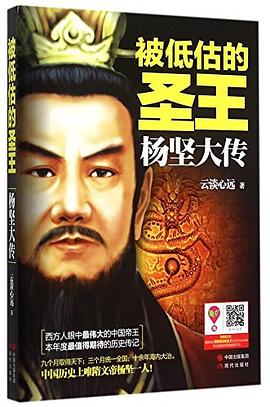 被低估的
圣王
杨坚大传
云淡心远 著
西方人眼中最伟大的中国帝王
本年度最值得期待的历史传记
九个月取得天下；三个月统一全国；十余年海内大治。
中国历史上唯隋文帝杨坚一人！
中国出版集团
现代出版社
被低估的
圣王
杨坚大传
云淡心远 著